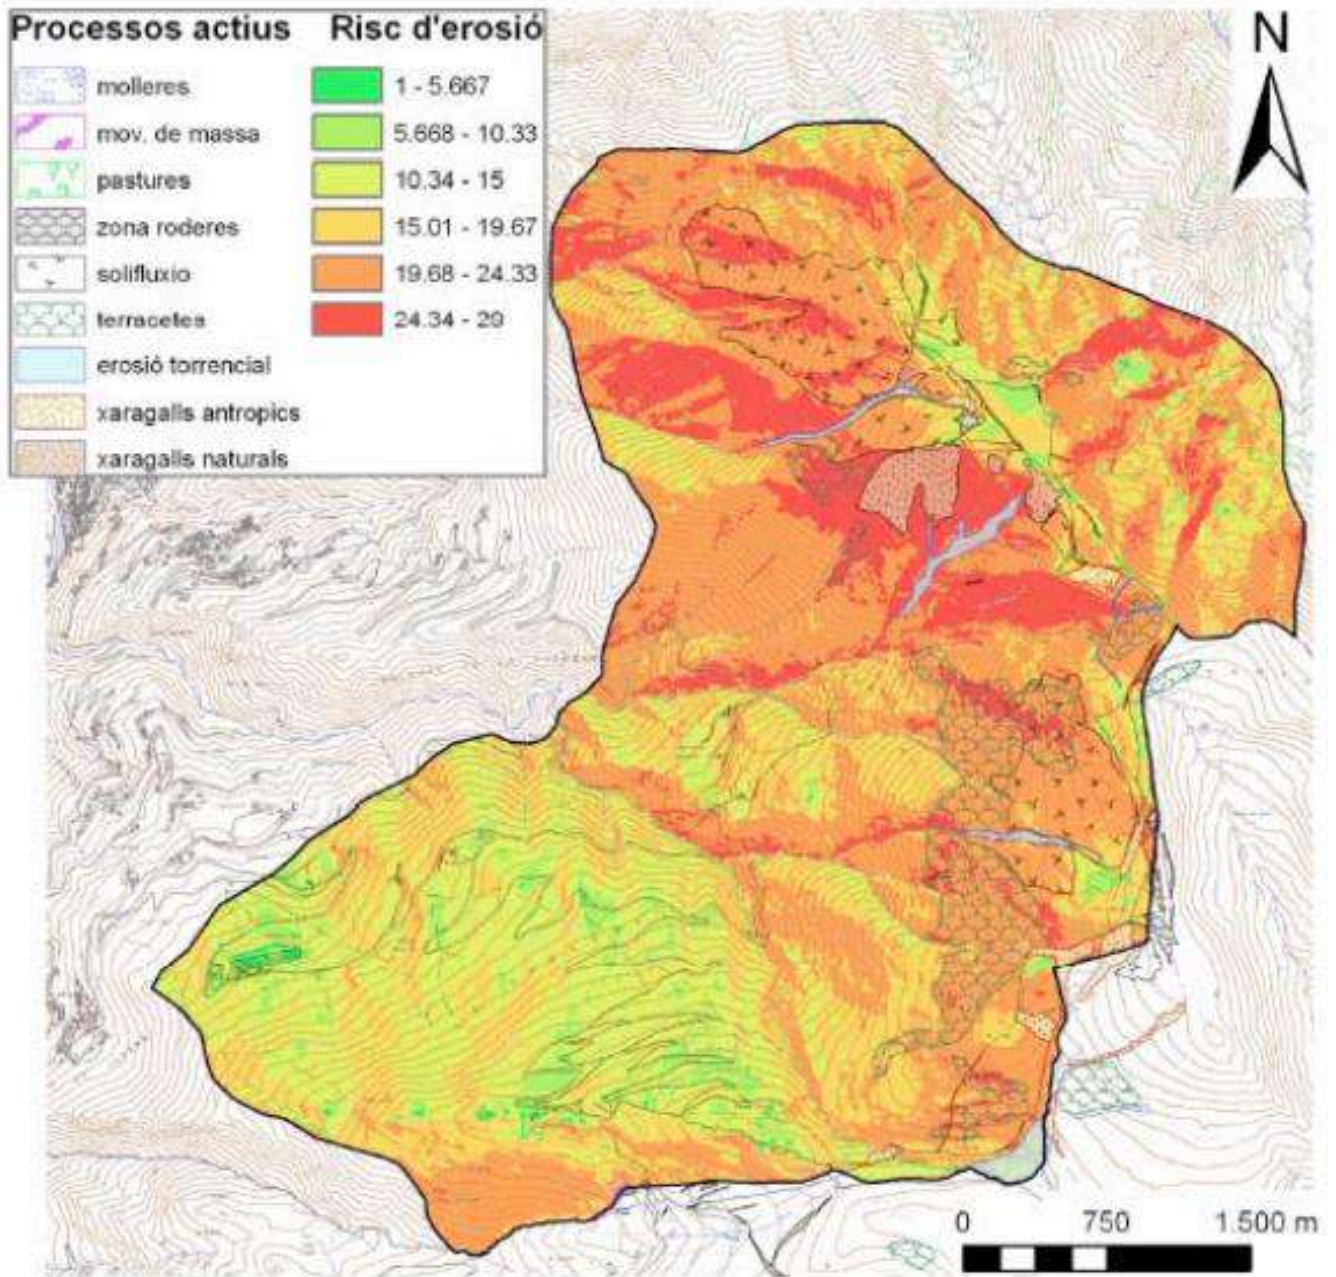 Processos actius
molleres
mov. de massa
pastures
zona roderes
solifluxio
terracetes
erosió torrencial
xaragalls antropics
xaragalls naturals
Risc d'erosió
1 - 5.667
5.668 - 10.33
10.34 - 15
15.01 - 19.67
19.68 - 24.33
24.34 - 29
N
0 750 1.500 m